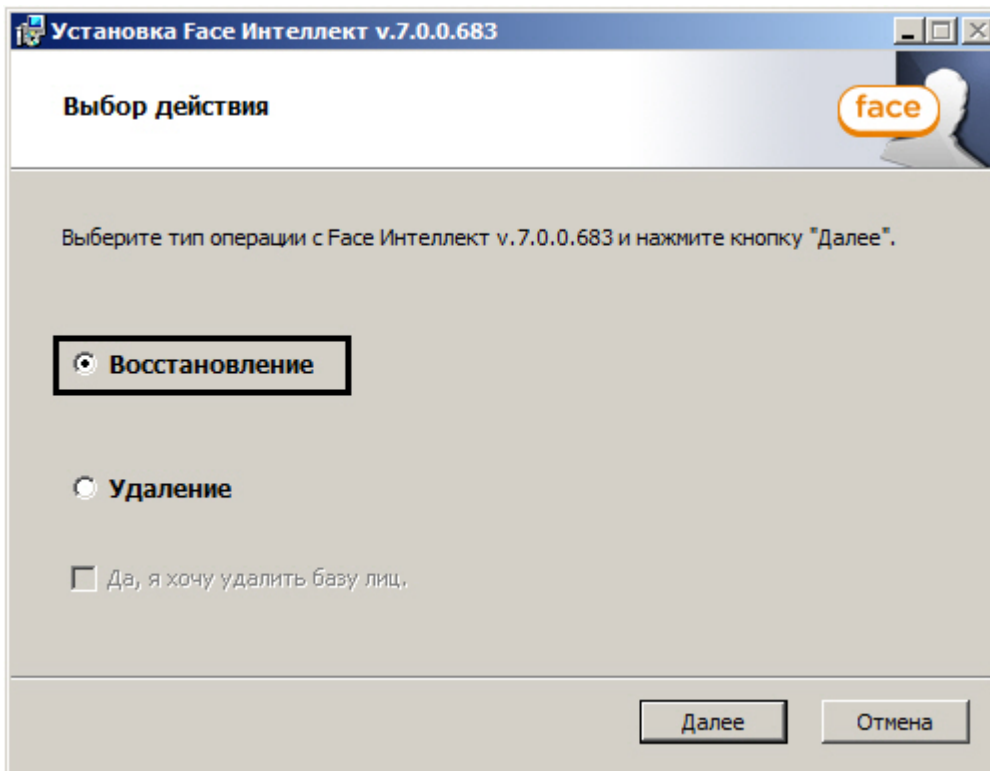 Установка Face Интеллект v.7.0.0.683
Выбор действия
face
Выберите тип операции с Face Интеллект v.7.0.0.683 и нажмите кнопку "Далее".
Восстановление
Удаление
Да, я хочу удалить базу лиц.
Далее
Отмена